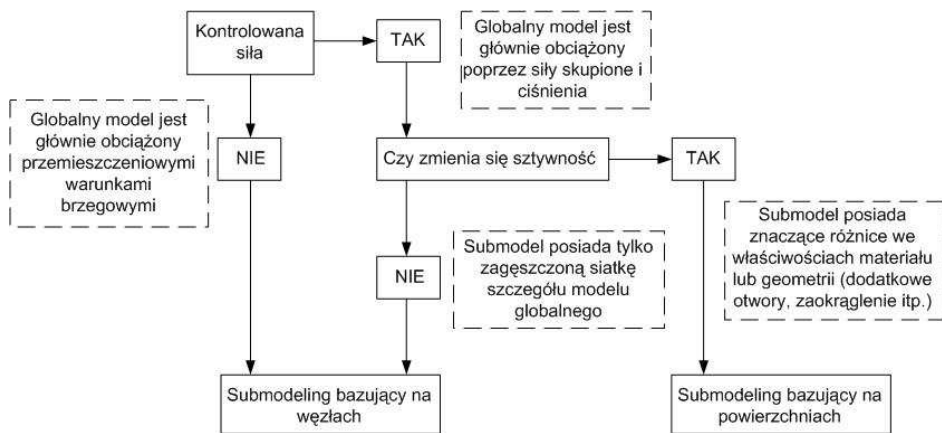 Kontrolowana
siła
TAK
Globalny model jest
głównie obciążony
poprzez siły skupione i
ciśnienia
Globalny model jest
głównie obciążony
przemieszczeniowymi
warunkami
brzegowymi
NIE
Czy zmienia się sztywność
TAK
NIE
Submodel posiada tylko
zagęszczoną siatkę
szczegółu modelu
globalnego
Submodel posiada
znaczące różnice we
właściwościach materiału
lub geometrii (dodatkowe
otwory, zaokrąglenie itp.)
Submodeling bazujący na
węzłach
Submodeling bazujący na
powierzchniach